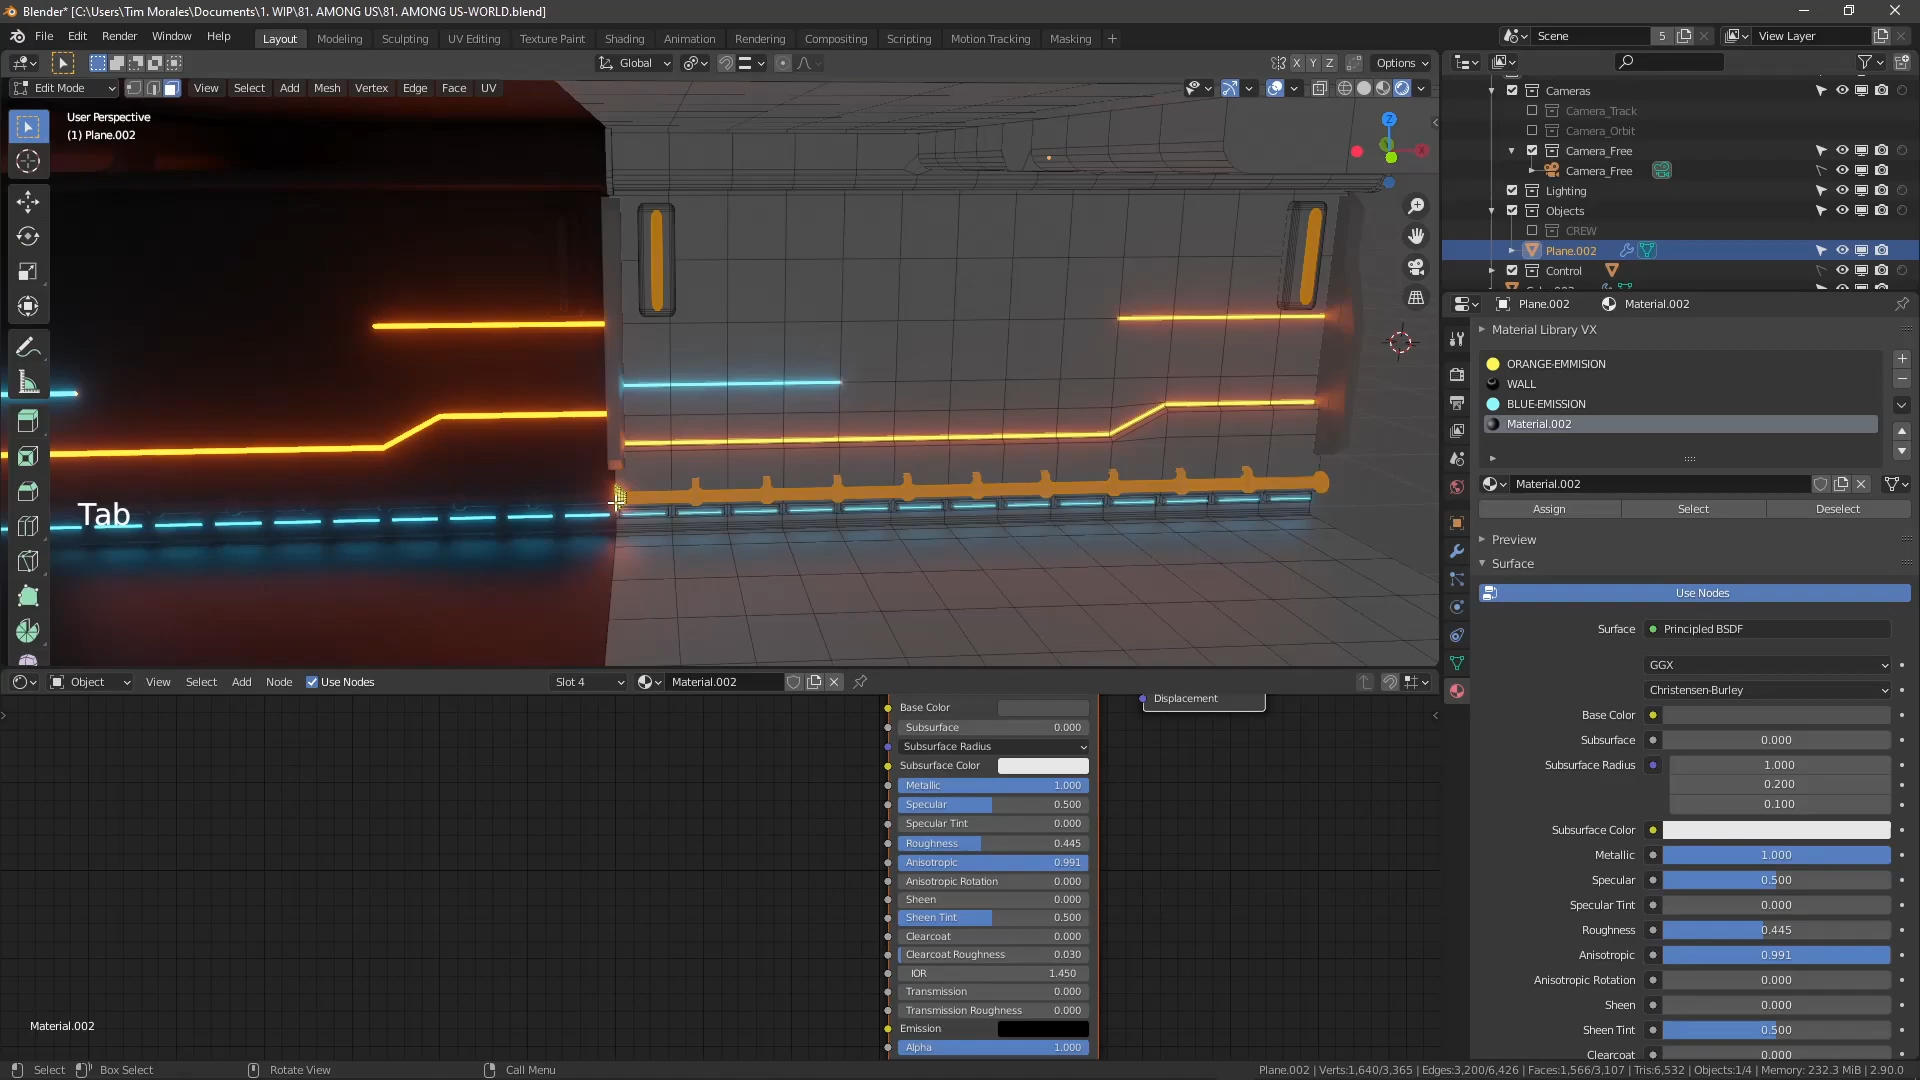 Blender* [C:\Users\Tim Morales\Documents\1. WIP\81. AMONG US\81. AMONG US-WORLD.blend]
File Edit Render Window Help Layout Modeling Sculpting UV Editing Texture Paint Shading Animation Rendering Compositing Scripting Motion Tracking Masking + Scene 5 View Layer
Global X Y Z Options
Edit Mode View Select Add Mesh Vertex Edge Face UV
User Perspective
(1) Plane.002
Z
X
Tab
Cameras
Camera_Track
Camera_Orbit
Camera_Free
Camera_Free
Lighting
Objects
CREW
Plane.002
Control
Plane.002 Material.002
Material Library VX
ORANGE-EMMISION
WALL
BLUE-EMISSION
Material.002
Material.002
Assign Select Deselect
Preview
Surface
Use Nodes
Surface Principled BSDF
GGX
Christensen-Burley
Base Color
Subsurface 0.000
Subsurface Radius 1.000
0.200
0.100
Subsurface Color
Metallic 1.000
Specular 0.500
Specular Tint 0.000
Roughness 0.445
Anisotropic 0.991
Anisotropic Rotation 0.000
Sheen 0.000
Sheen Tint 0.500
Clearcoat 0.000
Object View Select Add Node Use Nodes Slot 4 Material.002
Displacement
Base Color
Subsurface 0.000
Subsurface Radius
Subsurface Color
Metallic 1.000
Specular 0.500
Specular Tint 0.000
Roughness 0.445
Anisotropic 0.991
Anisotropic Rotation 0.000
Sheen 0.000
Sheen Tint 0.500
Clearcoat 0.000
Clearcoat Roughness 0.030
IOR 1.450
Transmission 0.000
Transmission Roughness 0.000
Emission
Alpha 1.000
Material.002
Select Box Select Rotate View Call Menu Plane.002 | Verts:1,640/3,365 | Edges:3,200/6,426 | Faces:1,566/3,107 | Tris:6,532 | Objects:1/4 | Memory: 232.3 MiB | 2.90.0